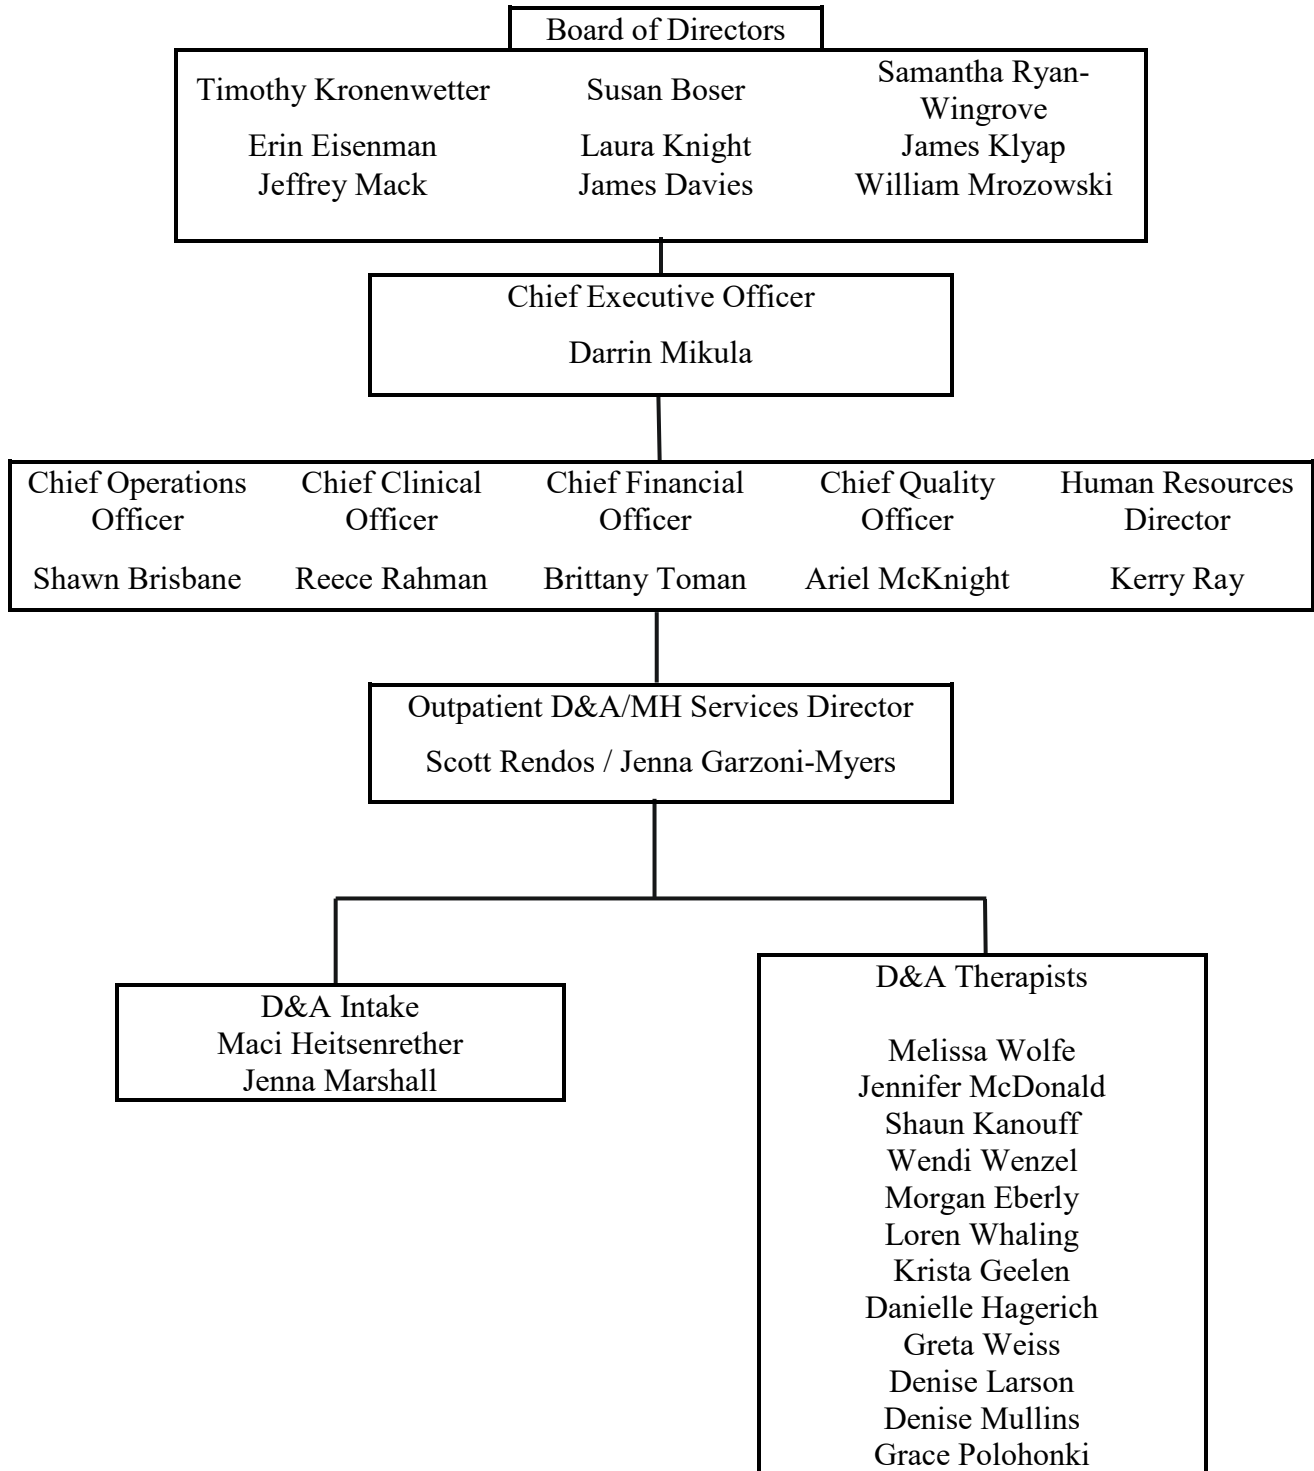 Board of Directors
Timothy Kronenwetter Susan Boser Samantha Ryan-
Wingrove
Erin Eisenman Laura Knight James Klyap
Jeffrey Mack James Davies William Mrozowski
Chief Executive Officer
Darrin Mikula
Chief Operations Chief Clinical Chief Financial Chief Quality Human Resources
Officer Officer Officer Officer Director
Shawn Brisbane Reece Rahman Brittany Toman Ariel McKnight Kerry Ray
Outpatient D&A/MH Services Director
Scott Rendos / Jenna Garzoni-Myers
D&A Intake
Maci Heitsenrether
Jenna Marshall
D&A Therapists
Melissa Wolfe
Jennifer McDonald
Shaun Kanouff
Wendi Wenzel
Morgan Eberly
Loren Whaling
Krista Geelen
Danielle Hagerich
Greta Weiss
Denise Larson
Denise Mullins
Grace Polohonki